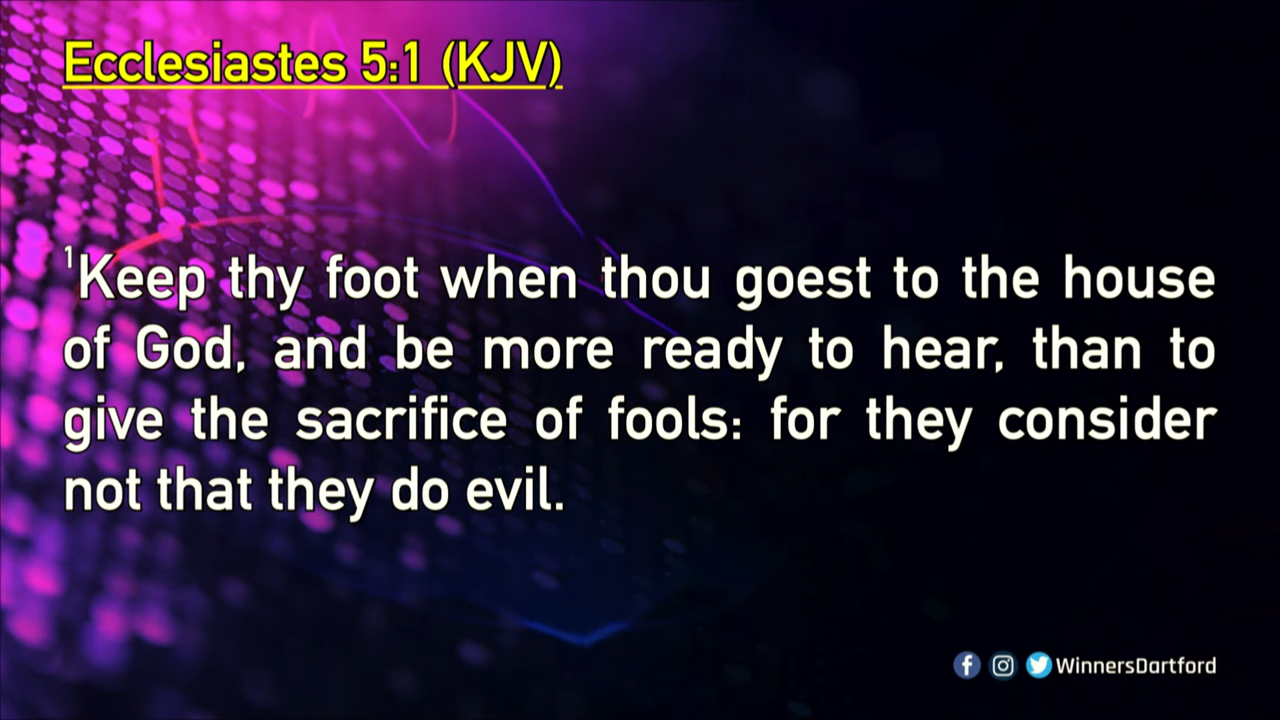 Ecclesiastes 5:1 (KJV)
1Keep thy foot when thou goest to the house
of God, and be more ready to hear, than to
give the sacrifice of fools: for they consider
not that they do evil.
WinnersDartford